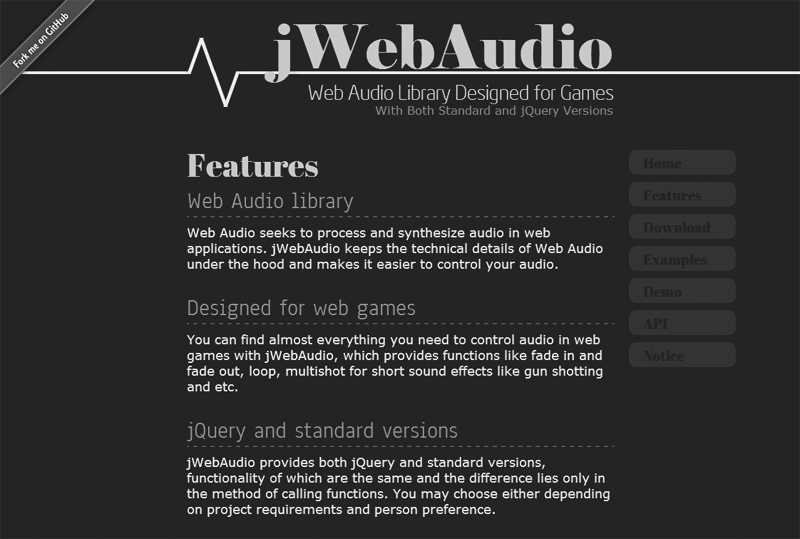 Fork me on GitHub
jWebAudio
Web Audio Library Designed for Games
With Both Standard and jQuery Versions
Features
Web Audio library
Web Audio seeks to process and synthesize audio in web
applications. jWebAudio keeps the technical details of Web Audio
under the hood and makes it easier to control your audio.
Designed for web games
You can find almost everything you need to control audio in web
games with jWebAudio, which provides functions like fade in and
fade out, loop, multishot for short sound effects like gun shotting
and etc.
jQuery and standard versions
jWebAudio provides both jQuery and standard versions,
functionality of which are the same and the difference lies only in
the method of calling functions. You may choose either depending
on project requirements and person preference.
Home
Features
Download
Examples
Demo
API
Notice